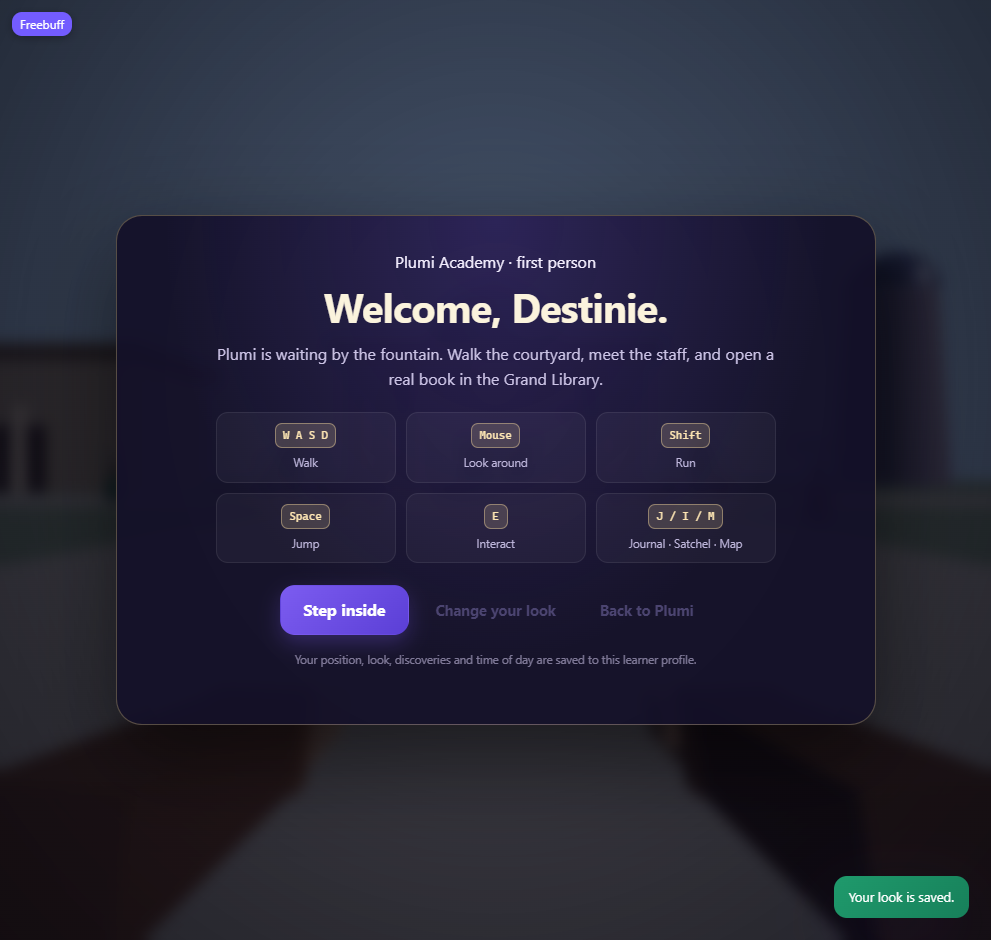 Freebuff
Plumi Academy · first person
Welcome, Destinie.
Plumi is waiting by the fountain. Walk the courtyard, meet the staff, and open a
real book in the Grand Library.
W A S D
Walk
Mouse
Look around
Shift
Run
Space
Jump
E
Interact
J / I / M
Journal · Satchel · Map
Step inside
Change your look
Back to Plumi
Your position, look, discoveries and time of day are saved to this learner profile.
Your look is saved.